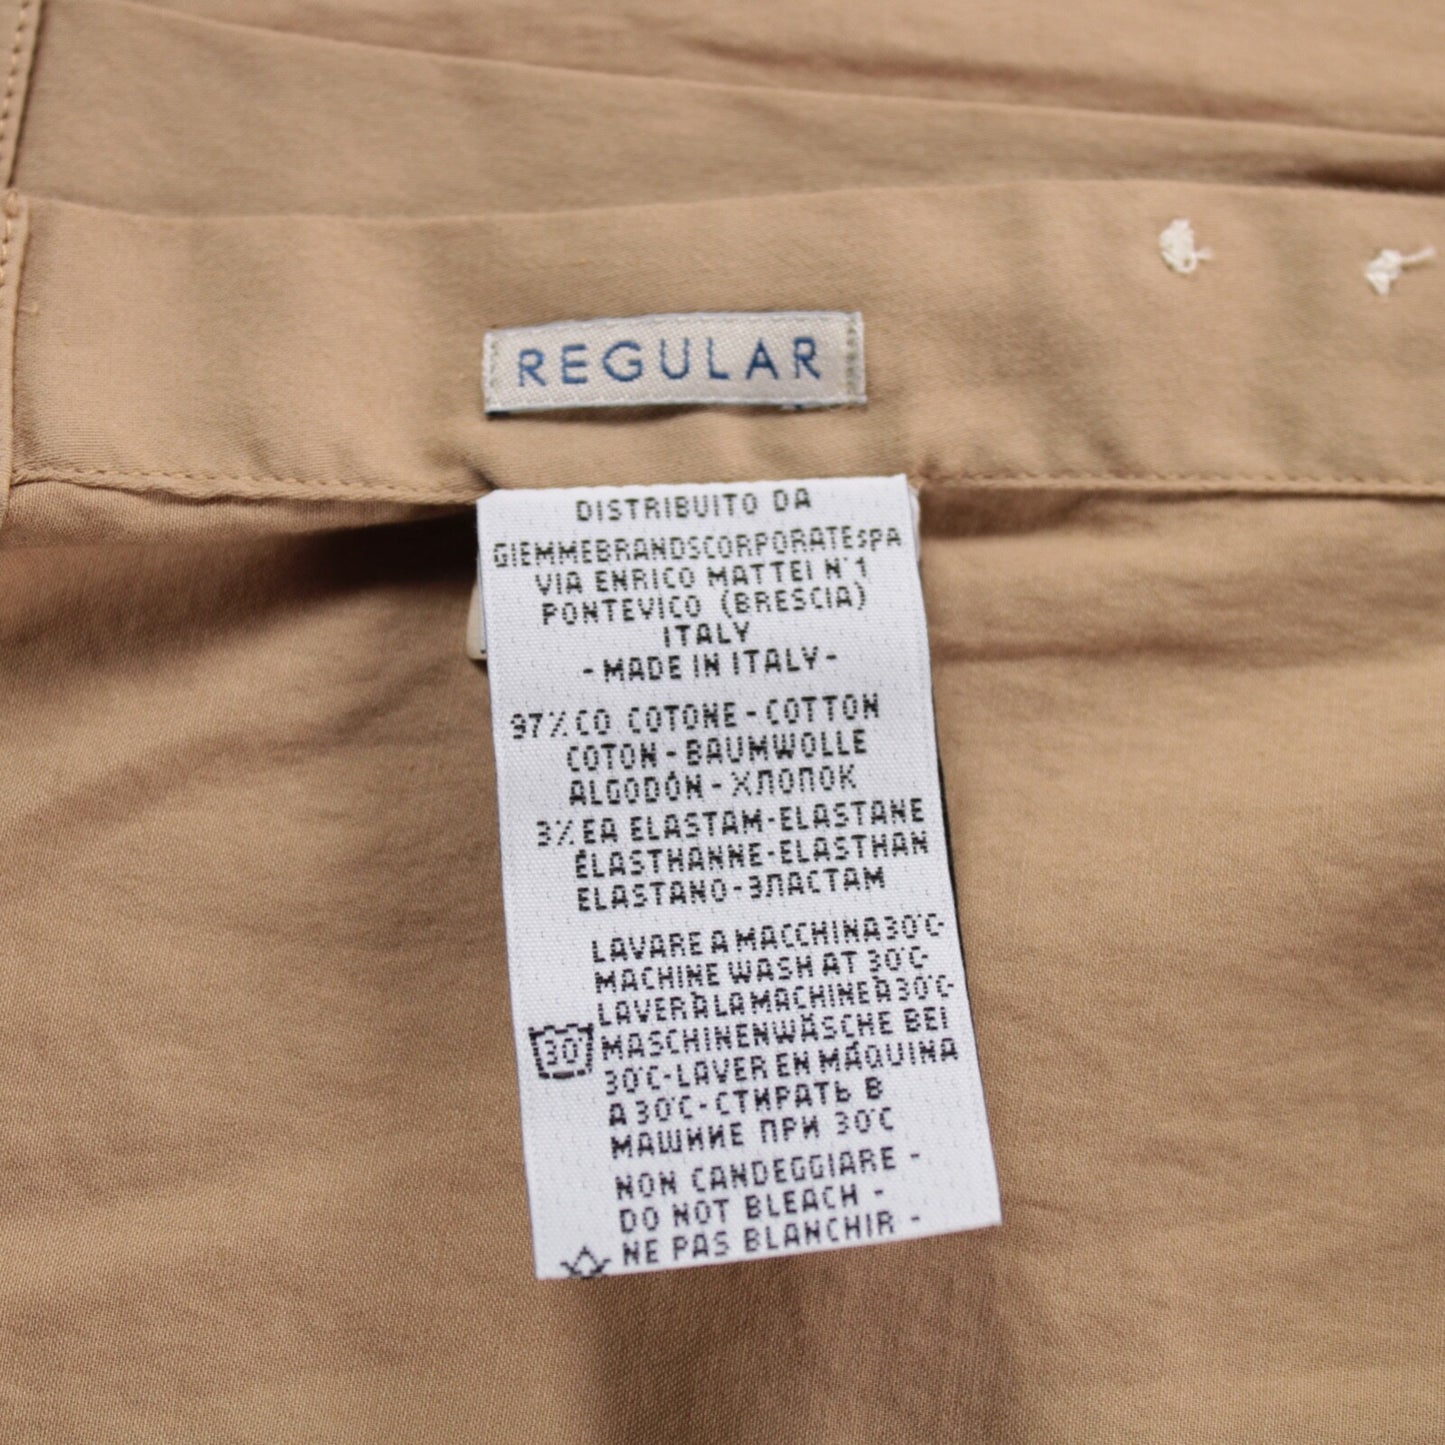 REGULAR
DISTRIBUITO DA
GIEMMEBRANDSCORPORATEsPA
VIA ENRICO MATTEI N°1
PONTEVICO (BRESCIA)
ITALY
-MADE IN ITALY-
97% CO COTONE-COTTON
COTON-BAUMWOLLE
ALGODÓN-ХЛОПОК
3% EA ELASTAM-ELASTANE
ÉLASTHANNE-ELASTHAN
ELASTANO-ЭЛАСТАМ
LAVARE A MACCHINA 30°C-
MACHINE WASH AT 30°C-
LAVER À LA MACHINE À 30°C-
MASCHINENWÄSCHE BEI
30°C-LAVER EN MÁQUINA
A 30°C-СТИРАТЬ В
МАШИНЕ ПРИ 30°C
30°
NON CANDEGGIARE -
DO NOT BLEACH -
NE PAS BLANCHIR -